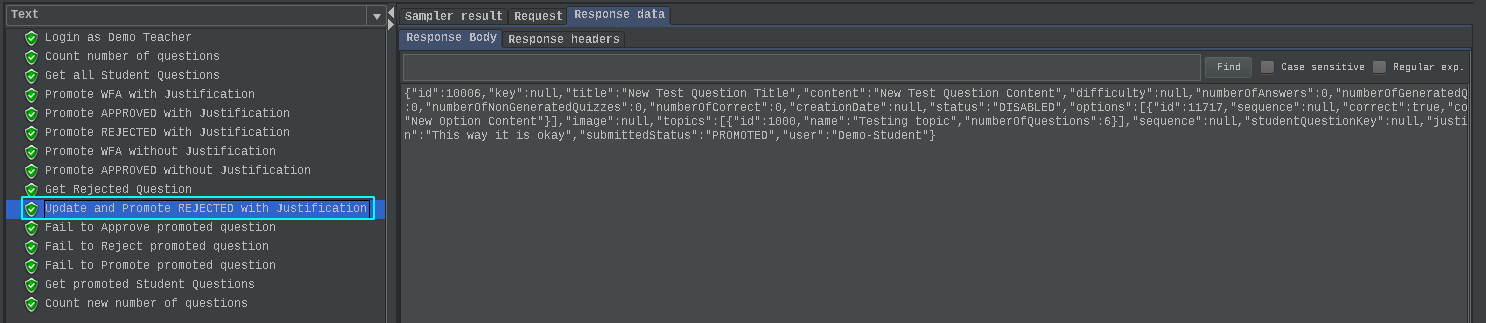 Text
Login as Demo Teacher
Count number of questions
Get all Student Questions
Promote WFA with Justification
Promote APPROVED with Justification
Promote REJECTED with Justification
Promote WFA without Justification
Promote APPROVED without Justification
Get Rejected Question
Update and Promote REJECTED with Justification
Fail to Approve promoted question
Fail to Reject promoted question
Fail to Promote promoted question
Get promoted Student Questions
Count new number of questions
Sampler result Request Response data
Response Body Response headers
Find Case sensitive Regular exp.
{"id":10006,"key":null,"title":"New Test Question Title","content":"New Test Question Content","difficulty":null,"numberOfAnswers":0,"numberOfGeneratedQ
:0,"numberOfNonGeneratedQuizzes":0,"numberOfCorrect":0,"creationDate":null,"status":"DISABLED","options":[{"id":11717,"sequence":null,"correct":true,"co
"New Option Content"}],"image":null,"topics":[{"id":1000,"name":"Testing topic","numberOfQuestions":6}],"sequence":null,"studentQuestionKey":null,"justi
n":"This way it is okay","submittedStatus":"PROMOTED","user":"Demo-Student"}